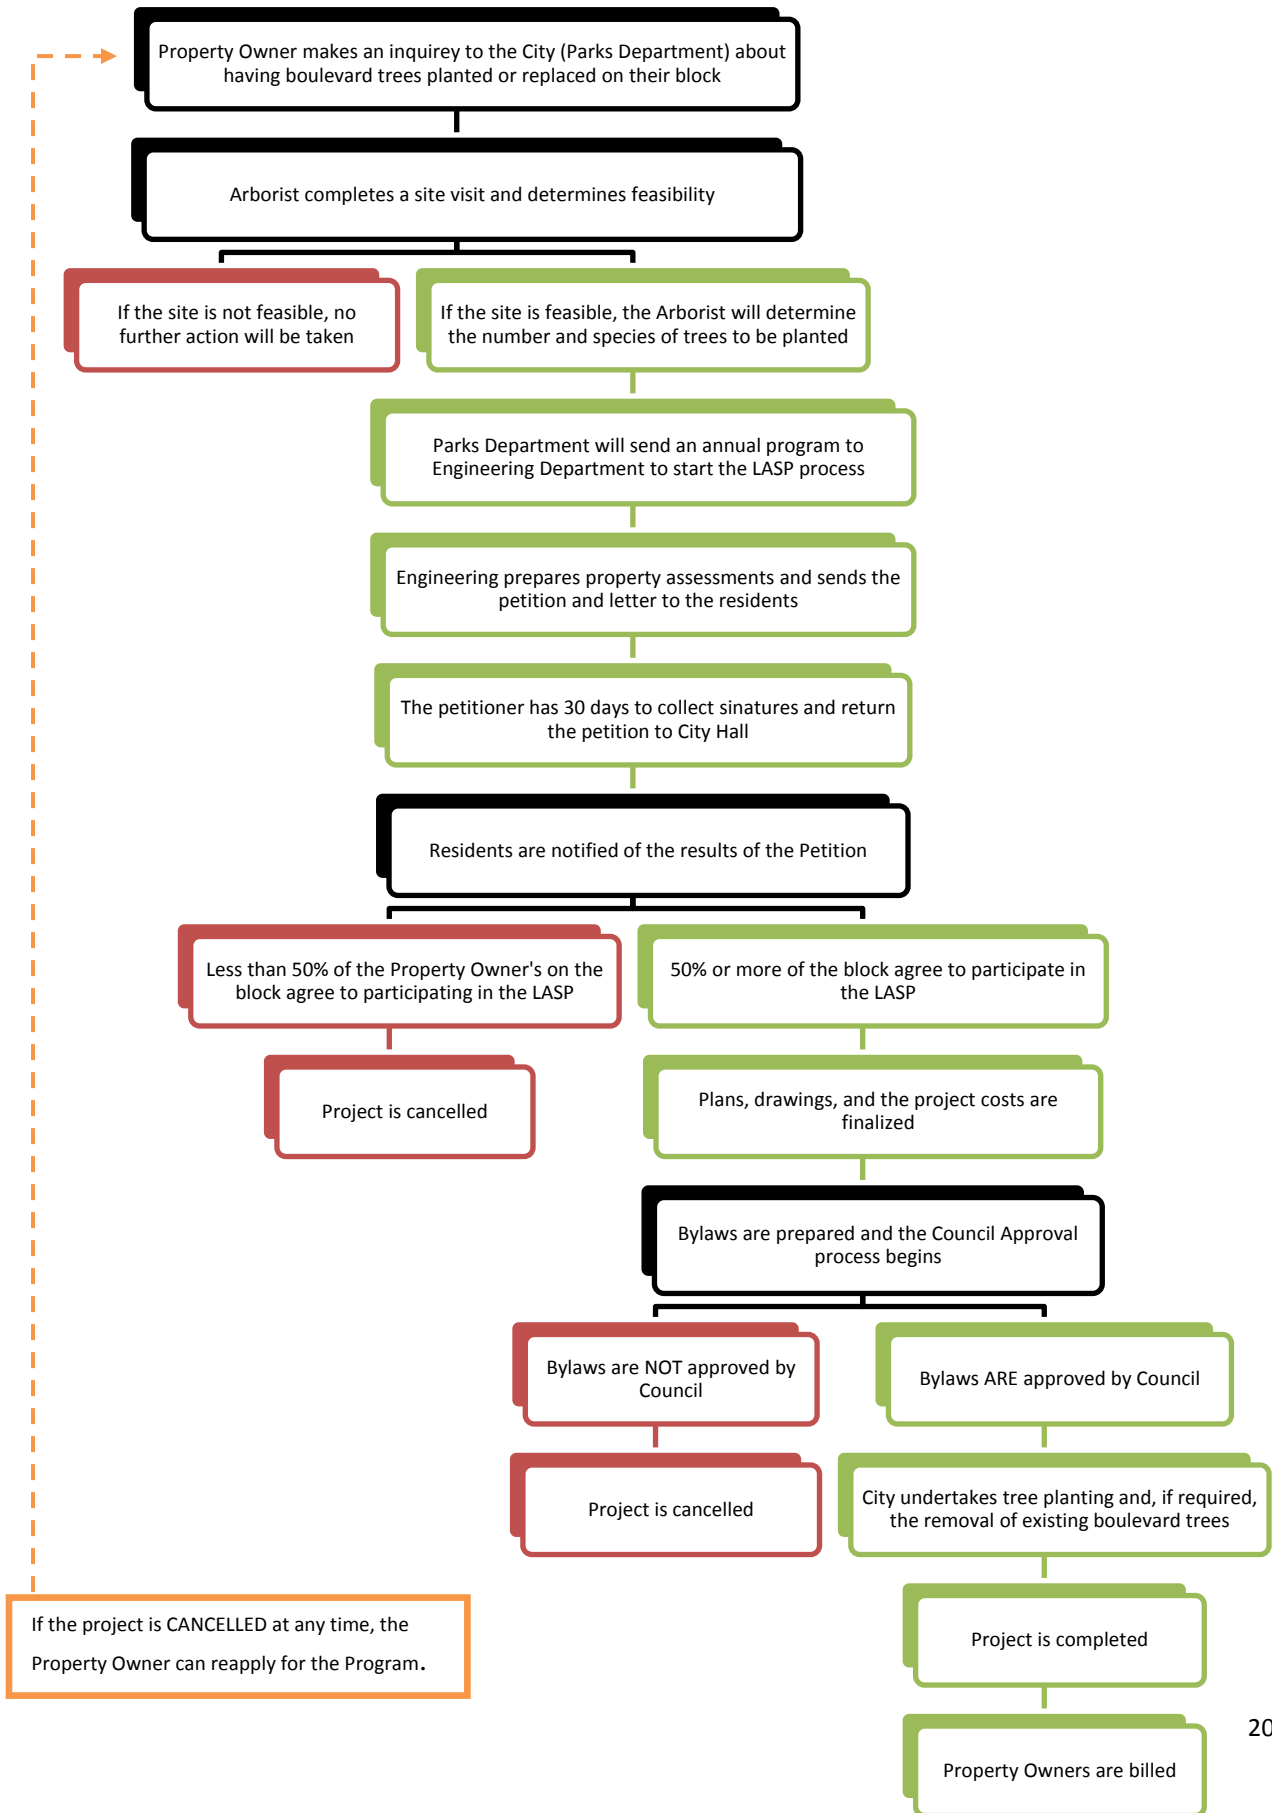 Property Owner makes an inquirey to the City (Parks Department) about
having boulevard trees planted or replaced on their block
Arborist completes a site visit and determines feasibility
If the site is not feasible, no
further action will be taken
If the site is feasible, the Arborist will determine
the number and species of trees to be planted
Parks Department will send an annual program to
Engineering Department to start the LASP process
Engineering prepares property assessments and sends the
petition and letter to the residents
The petitioner has 30 days to collect sinatures and return
the petition to City Hall
Residents are notified of the results of the Petition
Less than 50% of the Property Owner's on the
block agree to participating in the LASP
50% or more of the block agree to participate in
the LASP
Project is cancelled
Plans, drawings, and the project costs are
finalized
Bylaws are prepared and the Council Approval
process begins
Bylaws are NOT approved by
Council
Bylaws ARE approved by Council
Project is cancelled
City undertakes tree planting and, if required,
the removal of existing boulevard trees
If the project is CANCELLED at any time, the
Property Owner can reapply for the Program.
Project is completed
20
Property Owners are billed